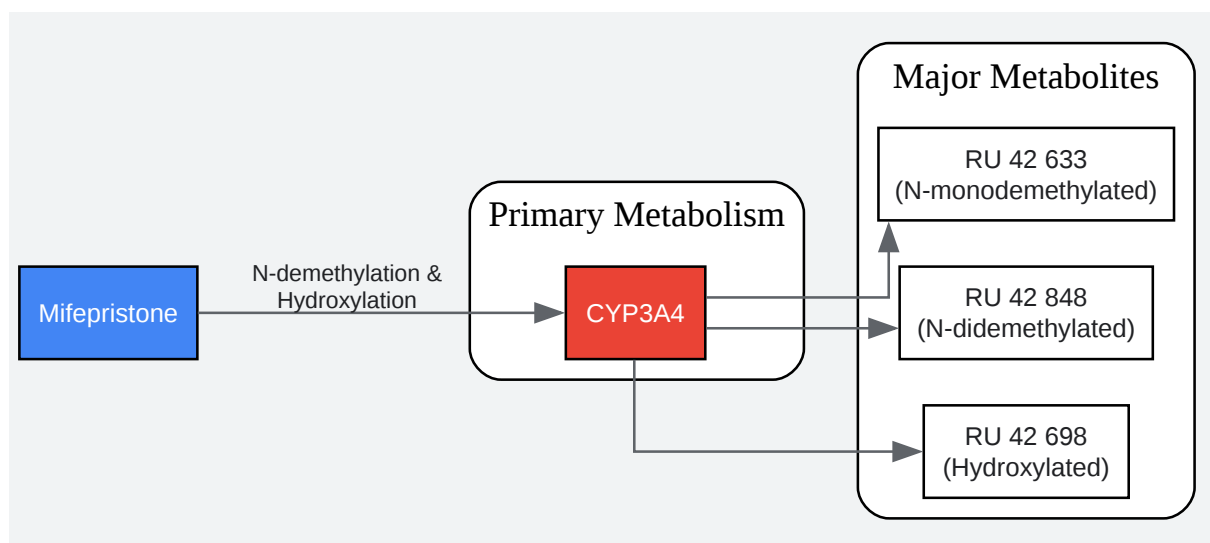 Major Metabolites
RU 42 633
(N-monodemethylated)
Primary Metabolism
N-demethylation &
Hydroxylation
Mifepristone
CYP3A4
RU 42 848
(N-didemethylated)
RU 42 698
(Hydroxylated)